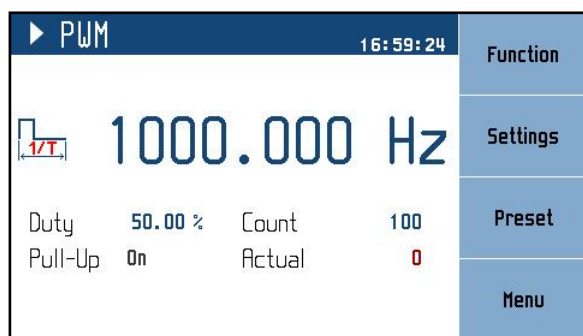 PWM 16:59:24
Function
1/T 1000.000 Hz
Settings
Duty 50.00 % Count 100
Preset
Pull-Up On Actual 0
Menu